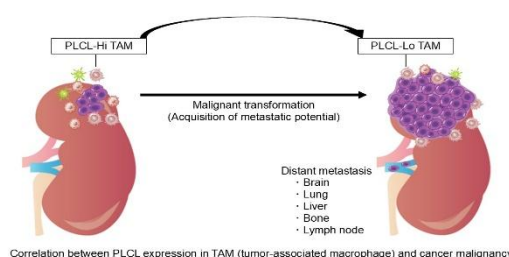 PLCL-Hi TAM
PLCL-Lo TAM
Malignant transformation
(Acquisition of metastatic potential)
Distant metastasis
・Brain
・Lung
・Liver
・Bone
・Lymph node
Correlation between PLCL expression in TAM (tumor-associated macrophage) and cancer malignancy